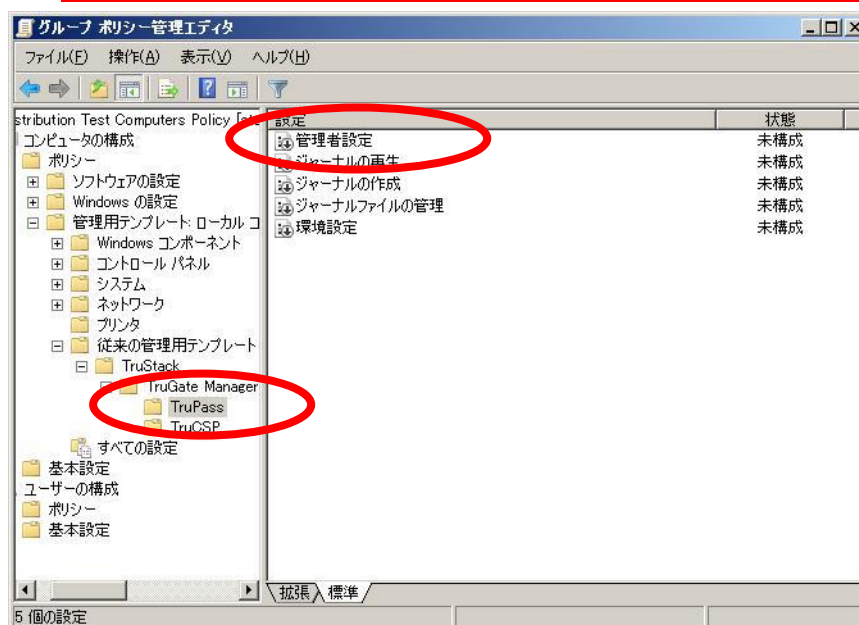 グループ ポリシー管理エディタ
ファイル(F) 操作(A) 表示(V) ヘルプ(H)
stribution Test Computers Policy
コンピュータの構成
ポリシー
ソフトウェアの設定
Windows の設定
管理用テンプレート: ローカル コ
Windows コンポーネント
コントロール パネル
システム
ネットワーク
プリンタ
従来の管理用テンプレート
TruStack
TruGate Manager
TruPass
TruCSP
すべての設定
基本設定
ユーザーの構成
ポリシー
基本設定
設定 状態
管理者設定 未構成
ジャーナルの再生 未構成
ジャーナルの作成 未構成
ジャーナルファイルの管理 未構成
環境設定 未構成
拡張 標準
5 個の設定